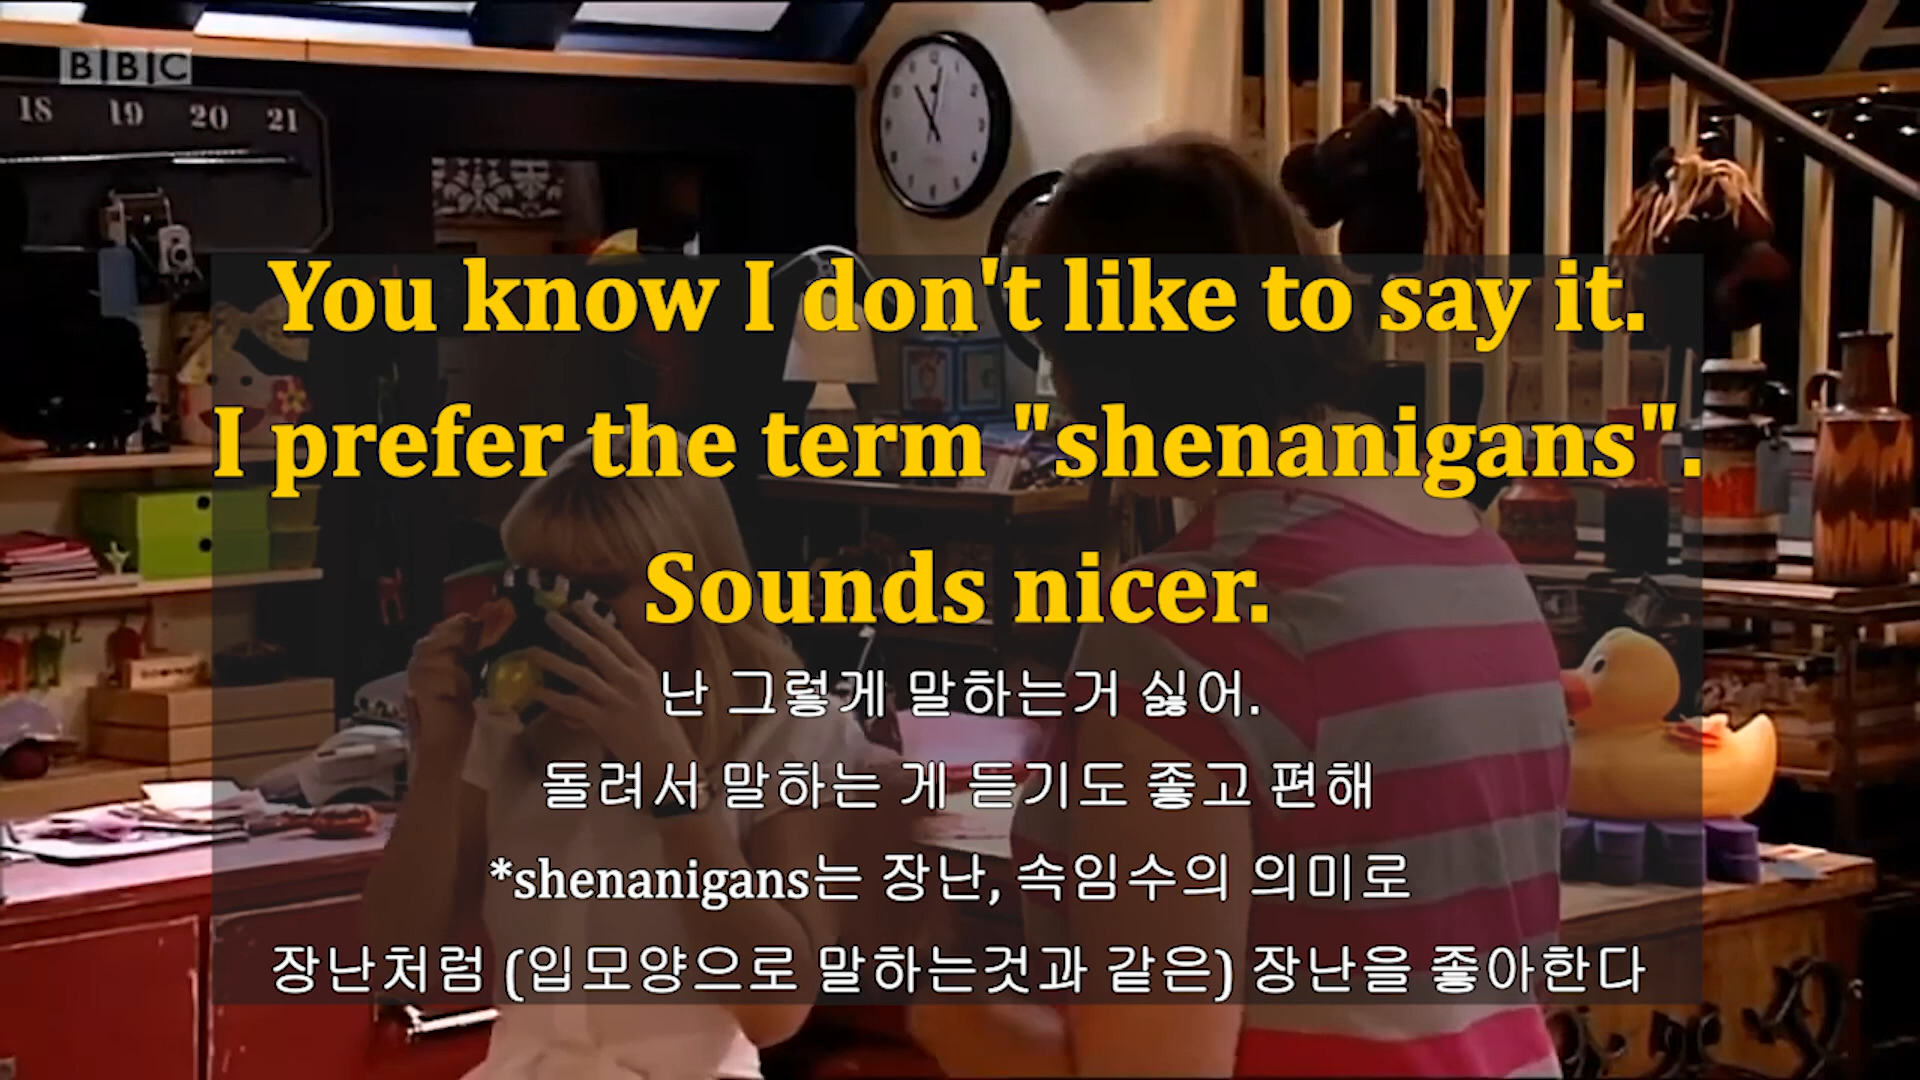 BBC
18 19 20 21
You know I don't like to say it.
I prefer the term "shenanigans".
Sounds nicer.
난 그렇게 말하는거 싫어.
돌려서 말하는 게 듣기도 좋고 편해
*shenanigans는 장난, 속임수의 의미로
장난처럼 (입모양으로 말하는것과 같은) 장난을 좋아한다